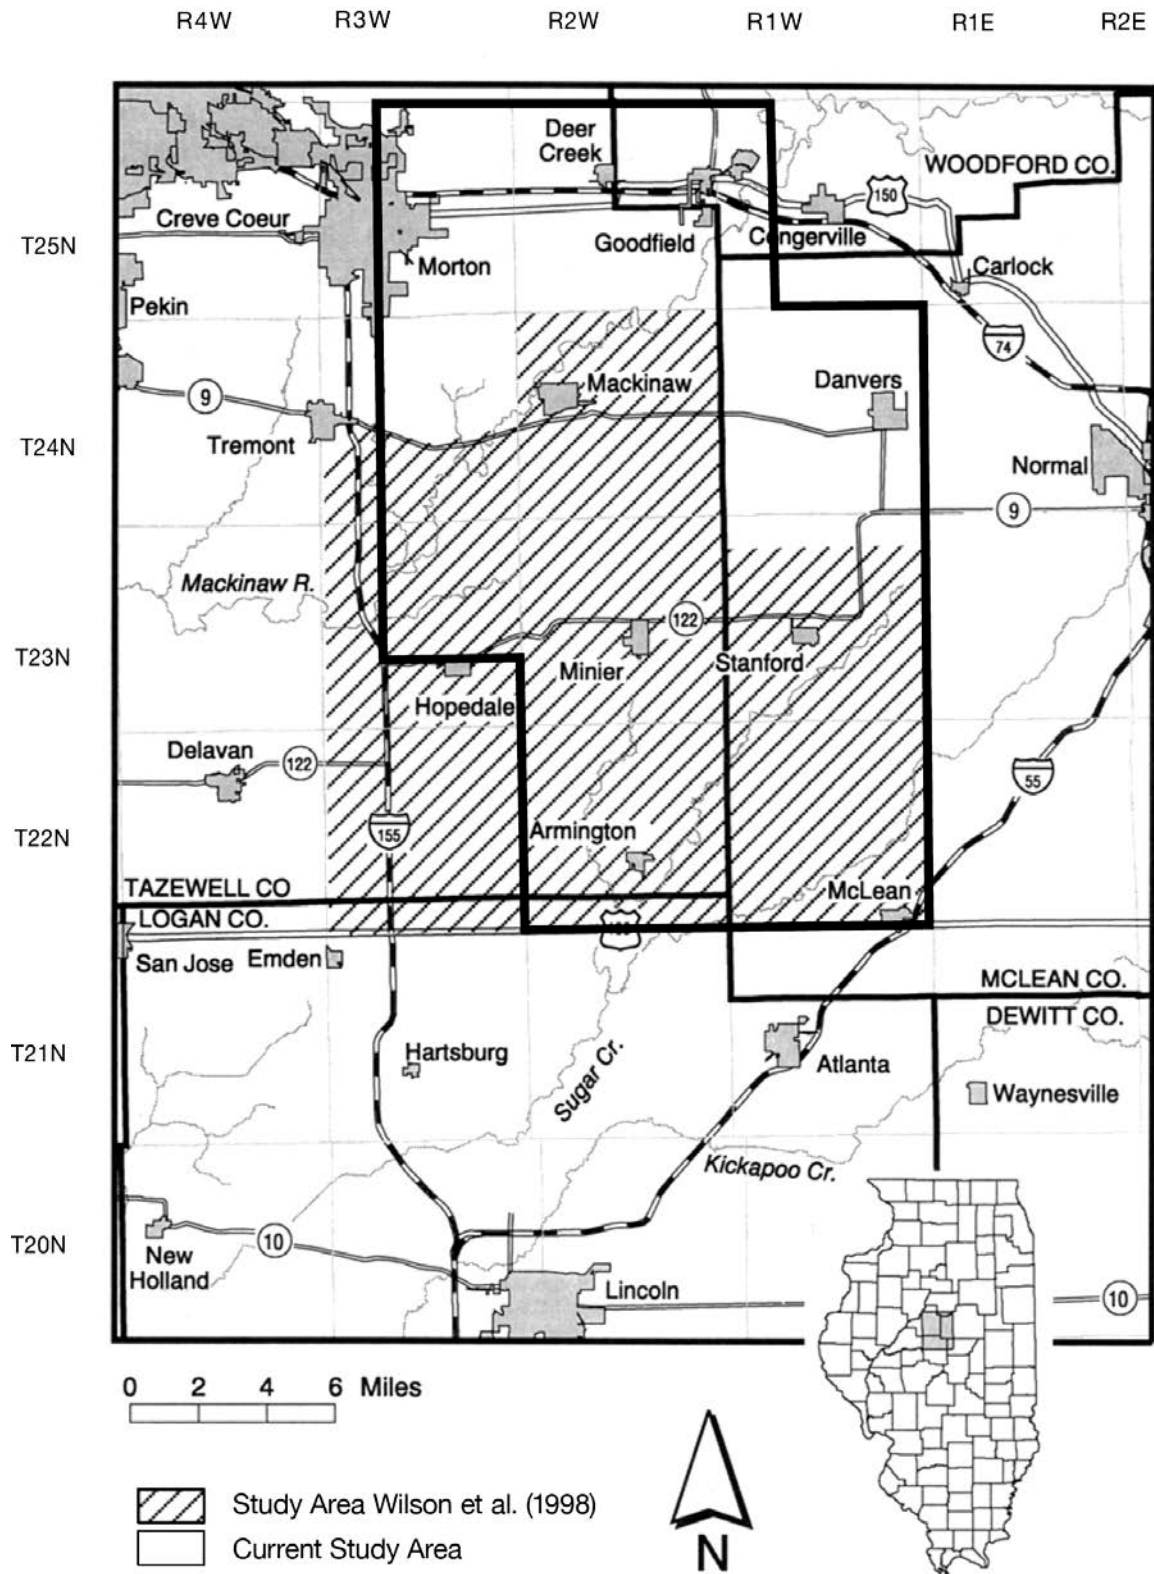 R4W R3W R2W R1W R1E R2E
Deer
Creek
WOODFORD CO.
150
Creve Coeur
T25N
Goodfield
Congerville
Morton
Carlock
Pekin
74
Mackinaw
Danvers
9
Tremont
T24N
Normal
9
Mackinaw R.
122
T23N
Minier
Stanford
Hopedale
Delavan
122
55
155
Armington
T22N
TAZEWELL CO
McLean
LOGAN CO.
San Jose
Emden
MCLEAN CO.
DEWITT CO.
T21N
Hartsburg
Sugar Cr.
Atlanta
Waynesville
Kickapoo Cr.
T20N
10
New
Holland
Lincoln
10
0 2 4 6 Miles
Study Area Wilson et al. (1998)
Current Study Area
N